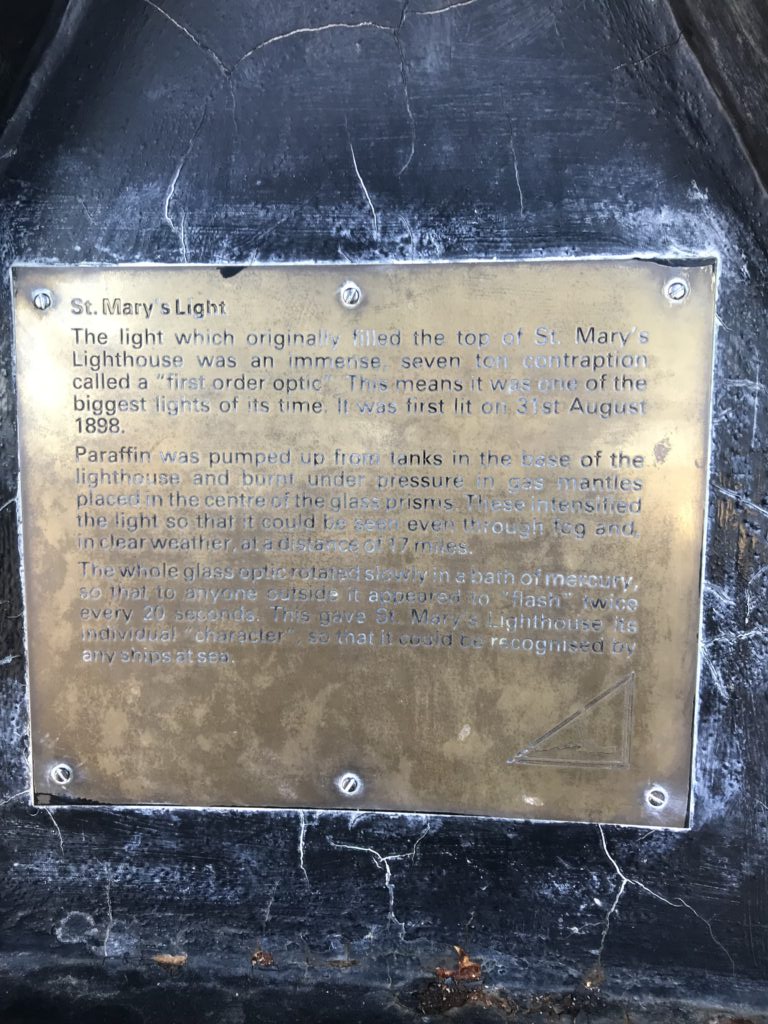 St. Mary's Light
The light which originally filled the top of St. Mary's
Lighthouse was an immense, seven ton contraption
called a "first order optic". This means it was one of the
biggest lights of its time. It was first lit on 31st August
1898.
Paraffin was pumped up from tanks in the base of the
lighthouse and burnt under pressure in gas mantles
placed in the centre of the glass prisms. These intensified
the light so that it could be seen even through fog and,
in clear weather, at a distance of 17 miles.
The whole glass optic rotated slowly in a bath of mercury,
so that to anyone outside it appeared to "flash" twice
every 20 seconds. This gave St. Mary's Lighthouse its
individual "character", so that it could be recognised by
any ships at sea.